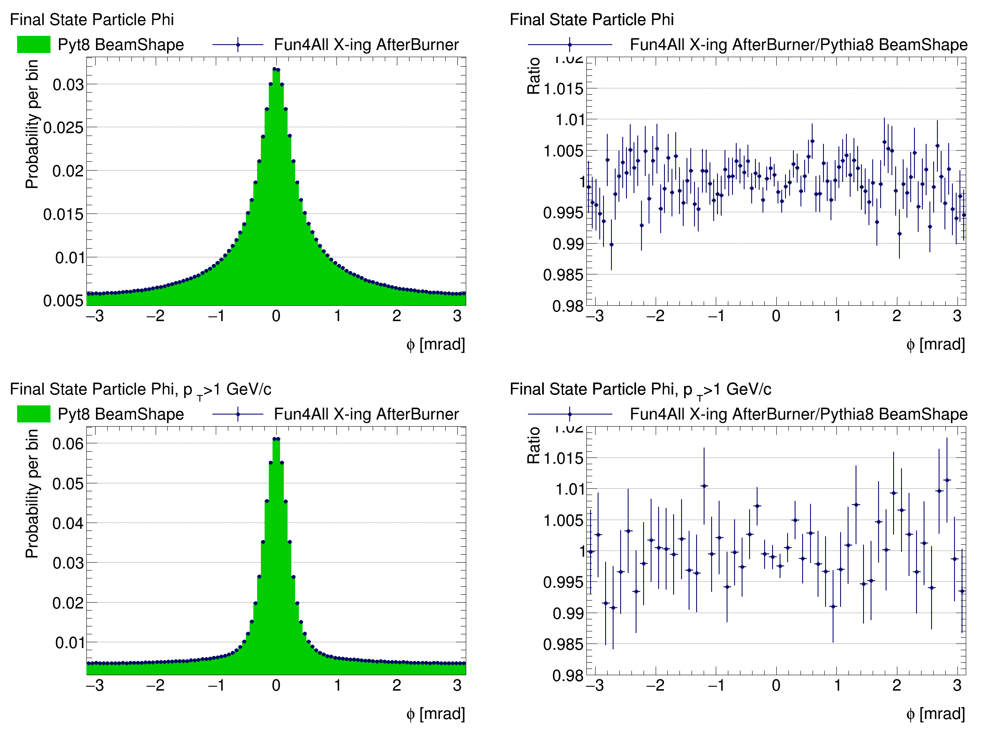 Final State Particle Phi
Pyt8 BeamShape Fun4All X-ing AfterBurner
Probability per bin
0.03
0.025
0.02
0.015
0.01
0.005
−3 −2 −1 0 1 2 3
ϕ [mrad]
Final State Particle Phi
Fun4All X-ing AfterBurner/Pythia8 BeamShape
Ratio
1.02
1.015
1.01
1.005
1
0.995
0.99
0.985
0.98
−3 −2 −1 0 1 2 3
ϕ [mrad]
Final State Particle Phi, p T>1 GeV/c
Pyt8 BeamShape Fun4All X-ing AfterBurner
Probability per bin
0.06
0.05
0.04
0.03
0.02
0.01
−3 −2 −1 0 1 2 3
ϕ [mrad]
Final State Particle Phi, p T>1 GeV/c
Fun4All X-ing AfterBurner/Pythia8 BeamShape
Ratio
1.02
1.015
1.01
1.005
1
0.995
0.99
0.985
0.98
−3 −2 −1 0 1 2 3
ϕ [mrad]